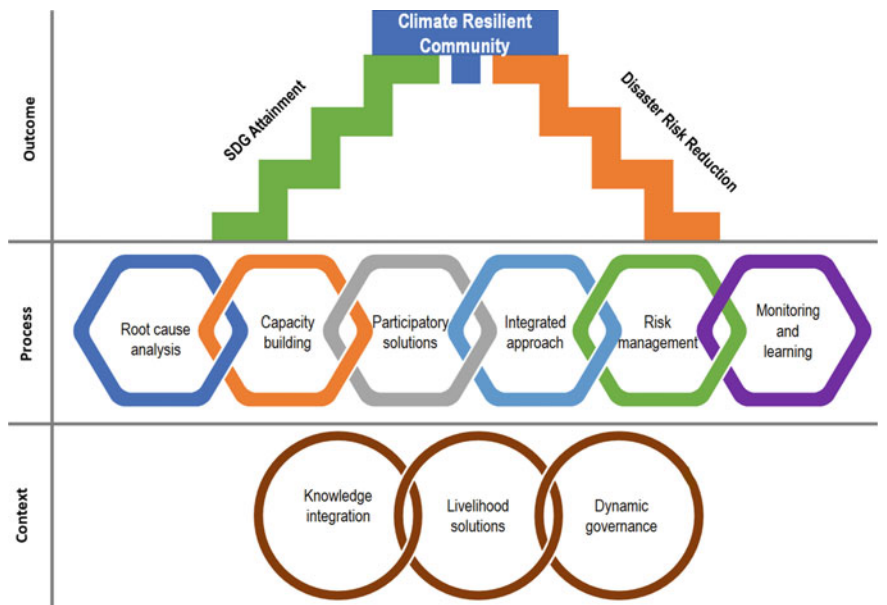 Climate Resilient
Community
SDG Attainment
Disaster Risk Reduction
Outcome
Root cause
analysis
Capacity
building
Participatory
solutions
Integrated
approach
Risk
management
Monitoring
and
learning
Process
Knowledge
integration
Livelihood
solutions
Dynamic
governance
Context